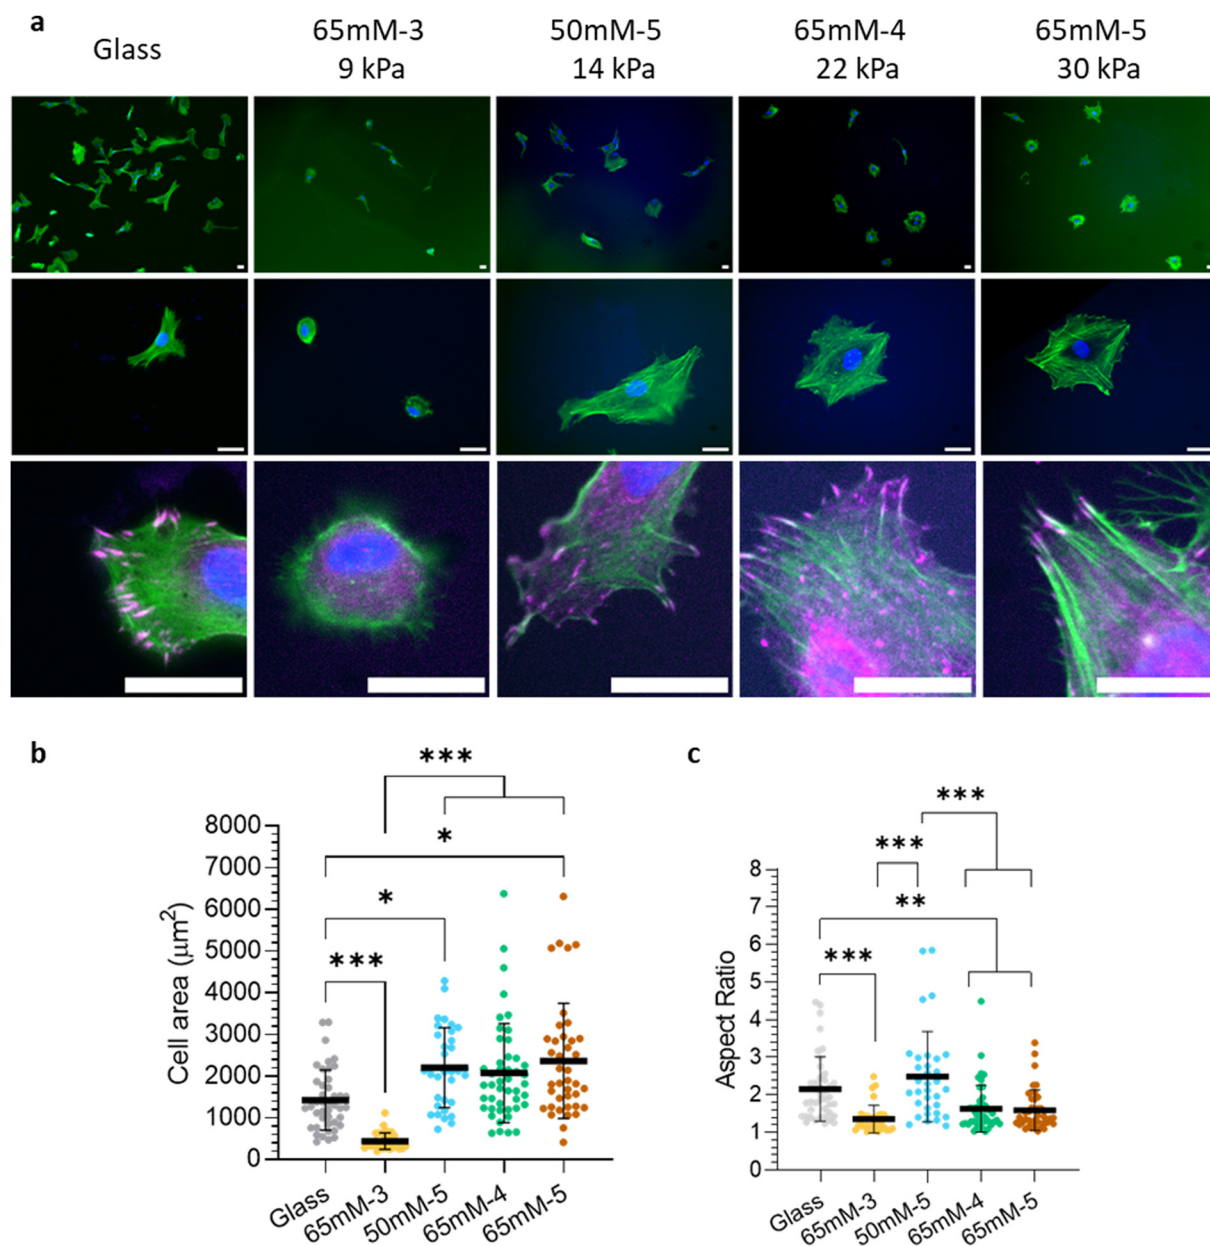 a
Glass
65mM-3
9 kPa
50mM-5
14 kPa
65mM-4
22 kPa
65mM-5
30 kPa
b
***
*
*
***
Cell area (μm²)
8000
7000
6000
5000
4000
3000
2000
1000
0
Glass
65mM-3
50mM-5
65mM-4
65mM-5
c
***
***
**
***
Aspect Ratio
8
7
6
5
4
3
2
1
0
Glass
65mM-3
50mM-5
65mM-4
65mM-5